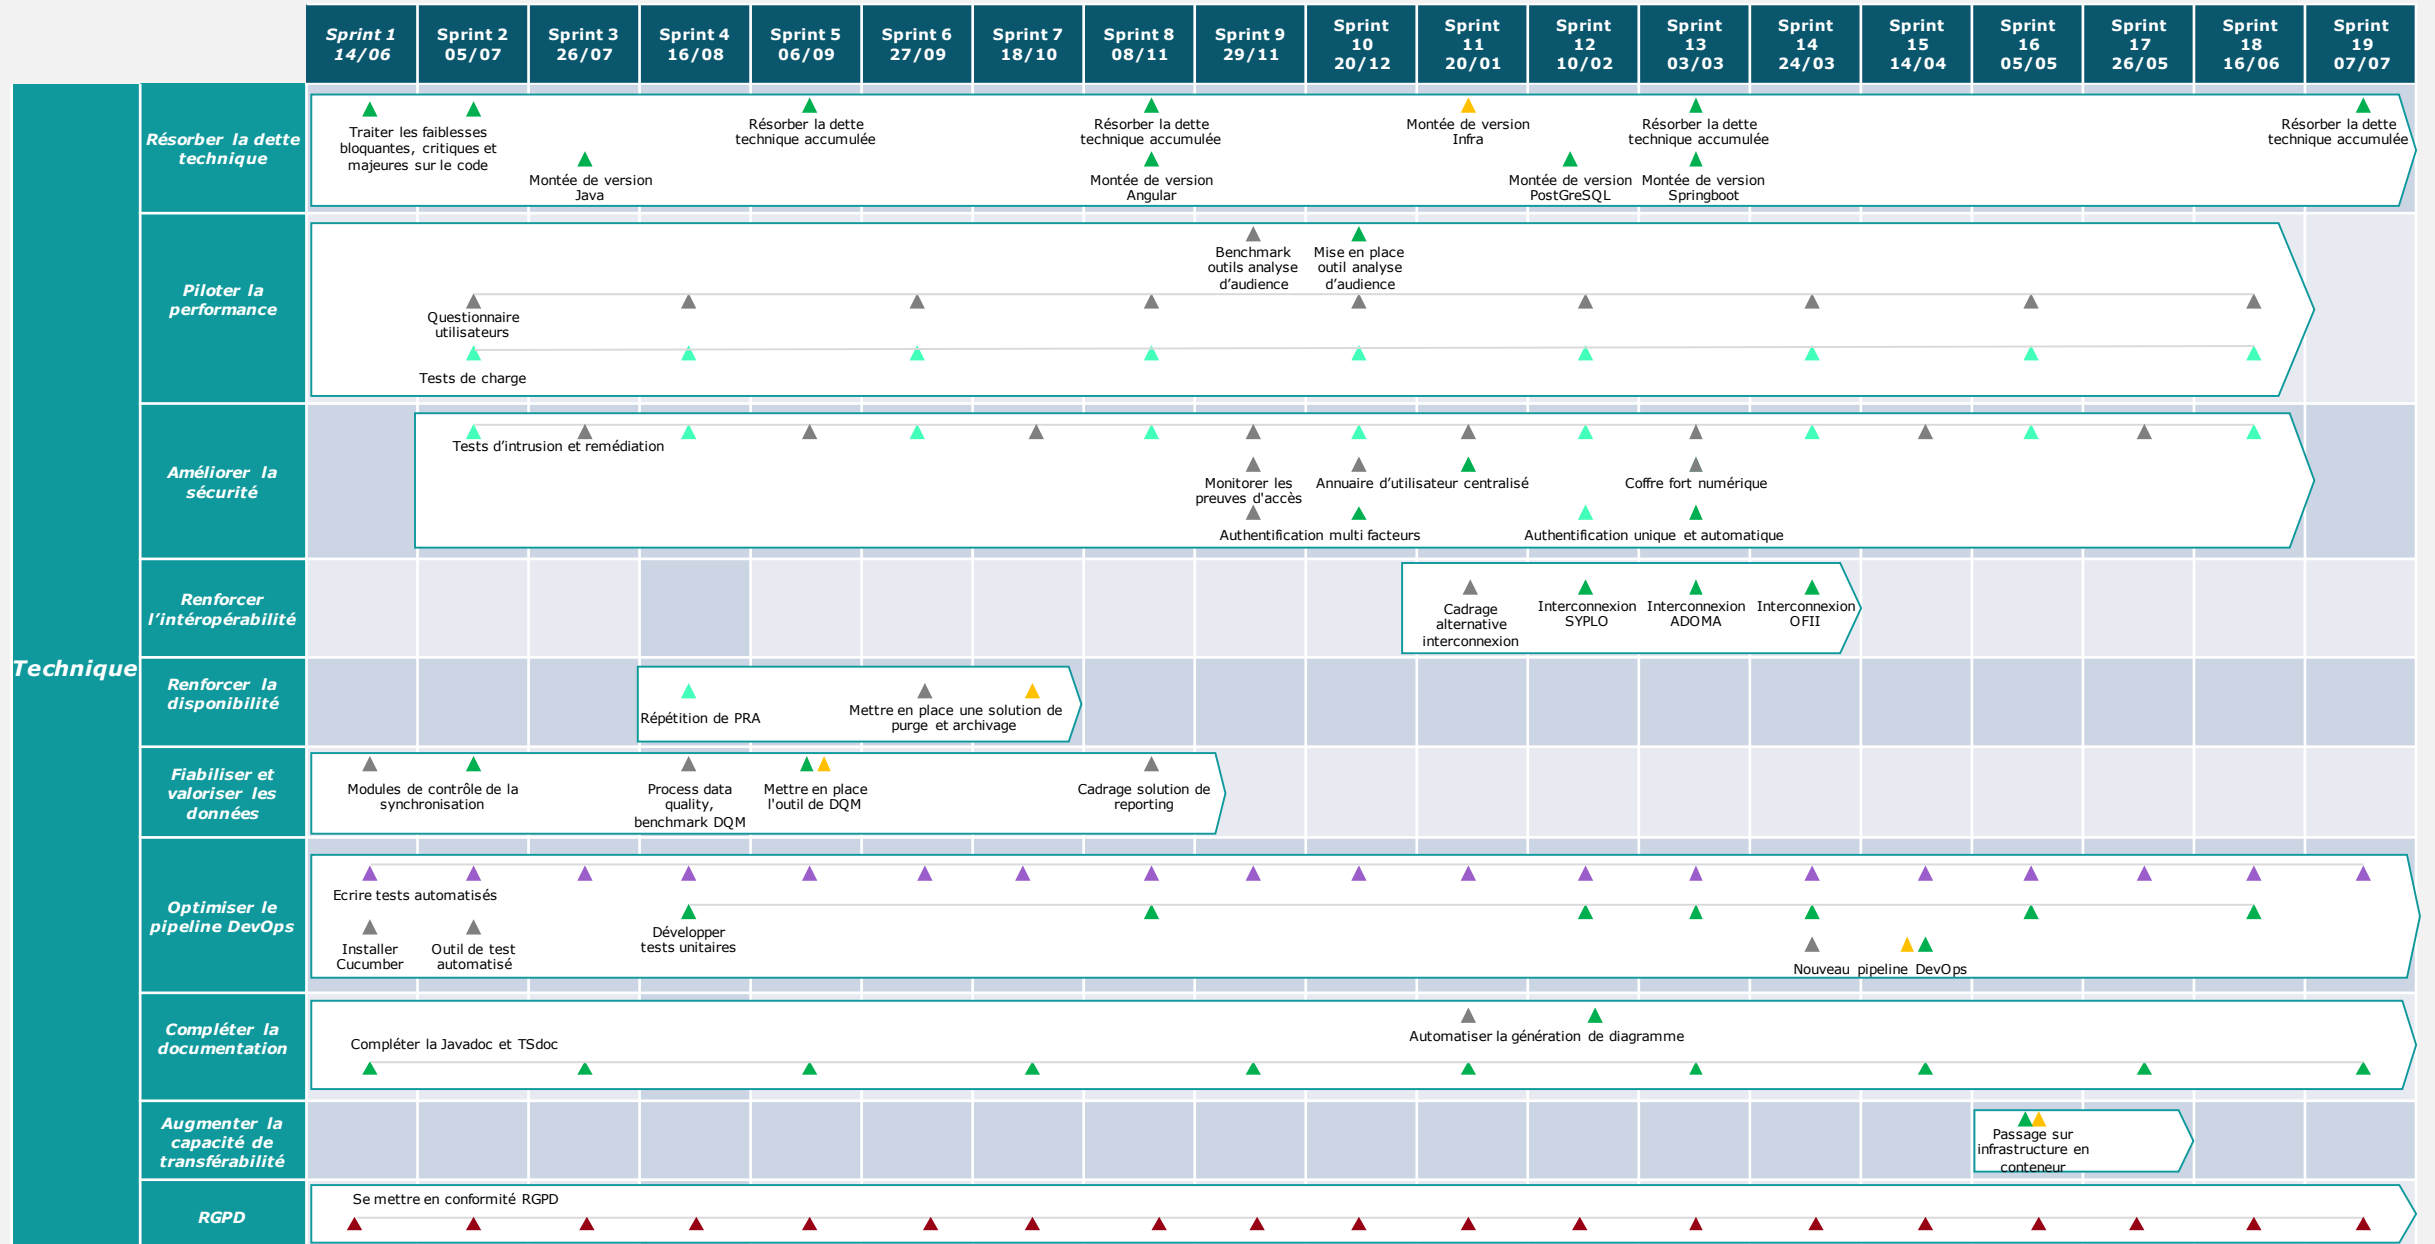 Sprint 1
14/06
Sprint 2
05/07
Sprint 3
26/07
Sprint 4
16/08
Sprint 5
06/09
Sprint 6
27/09
Sprint 7
18/10
Sprint 8
08/11
Sprint 9
29/11
Sprint
10
20/12
Sprint
11
20/01
Sprint
12
10/02
Sprint
13
03/03
Sprint
14
24/03
Sprint
15
14/04
Sprint
16
05/05
Sprint
17
26/05
Sprint
18
16/06
Sprint
19
07/07
Technique
Résorber la dette
technique
Traiter les faiblesses
bloquantes, critiques et
majeures sur le code
Montée de version
Java
Résorber la dette
technique accumulée
Résorber la dette
technique accumulée
Montée de version
Angular
Montée de version
Infra
Montée de version
PostGreSQL
Résorber la dette
technique accumulée
Montée de version
Springboot
Résorber la dette
technique accumulée
Piloter la
performance
Benchmark
outils analyse
d’audience
Mise en place
outil analyse
d’audience
Questionnaire
utilisateurs
Tests de charge
Améliorer la
sécurité
Tests d’intrusion et remédiation
Monitorer les
preuves d'accès
Annuaire d’utilisateur centralisé
Coffre fort numérique
Authentification multi facteurs
Authentification unique et automatique
Renforcer
l’intéropérabilité
Cadrage
alternative
interconnexion
Interconnexion
SYPLO
Interconnexion
ADOMA
Interconnexion
OFII
Renforcer la
disponibilité
Répétition de PRA
Mettre en place une solution de
purge et archivage
Fiabiliser et
valoriser les
données
Modules de contrôle de la
synchronisation
Process data
quality,
benchmark DQM
Mettre en place
l'outil de DQM
Cadrage solution de
reporting
Optimiser le
pipeline DevOps
Ecrire tests automatisés
Installer
Cucumber
Outil de test
automatisé
Développer
tests unitaires
Nouveau pipeline DevOps
Compléter la
documentation
Compléter la Javadoc et TSdoc
Automatiser la génération de diagramme
Augmenter la
capacité de
transférabilité
Passage sur
infrastructure en
conteneur
RGPD
Se mettre en conformité RGPD